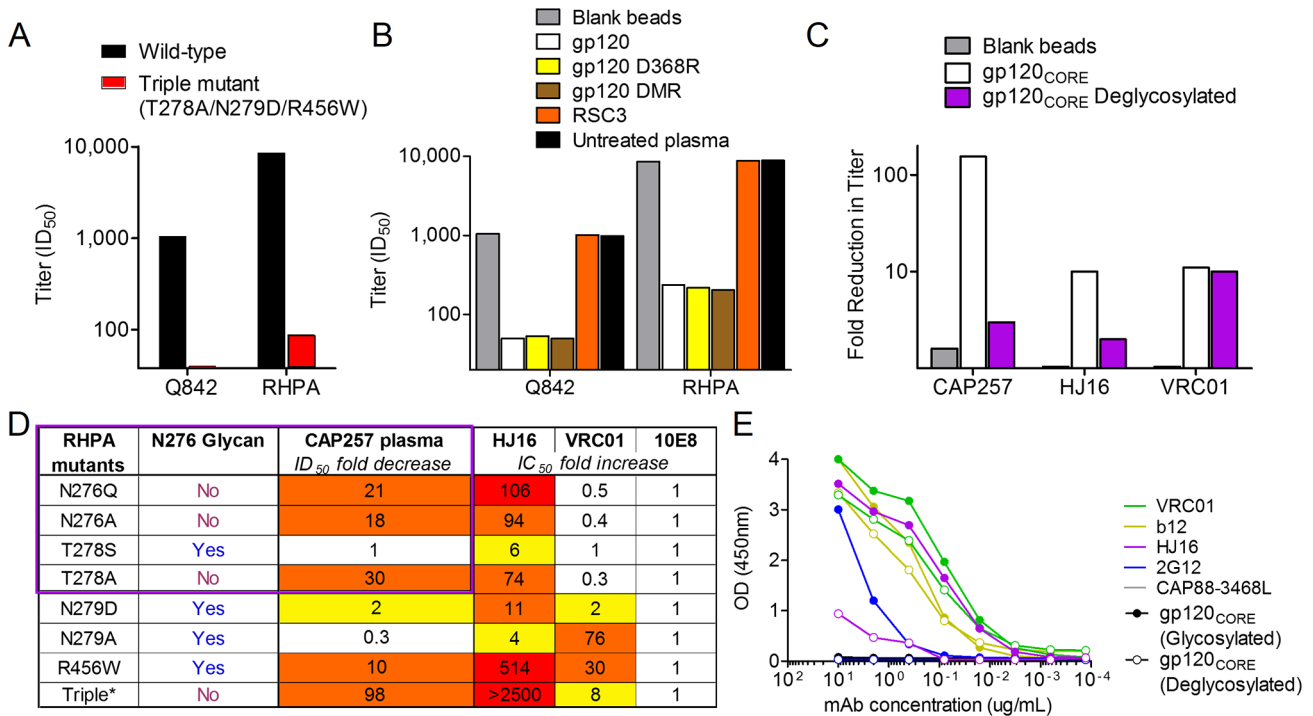 A
Wild-type
Triple mutant
(T278A/N279D/R456W)
10,000
1,000
100
Titer (ID50)
Q842
RHPA
B
Blank beads
gp120
gp120 D368R
gp120 DMR
RSC3
Untreated plasma
10,000
1,000
100
Titer (ID50)
Q842
RHPA
C
Blank beads
gp120CORE
gp120CORE Deglycosylated
100
10
Fold Reduction in Titer
CAP257
HJ16
VRC01
D
RHPA mutants N276 Glycan CAP257 plasma HJ16 VRC01 10E8
ID50 fold decrease IC50 fold increase
N276Q No 21 106 0.5 1
N276A No 18 94 0.4 1
T278S Yes 1 6 1 1
T278A No 30 74 0.3 1
N279D Yes 2 11 2 1
N279A Yes 0.3 4 76 1
R456W Yes 10 514 30 1
Triple* No 98 >2500 8 1
E
4
3
2
1
0
OD (450nm)
10² 10¹ 10⁰ 10⁻¹ 10⁻² 10⁻³ 10⁻⁴
mAb concentration (ug/mL)
VRC01
b12
HJ16
2G12
CAP88-3468L
gp120CORE
(Glycosylated)
gp120CORE
(Deglycosylated)